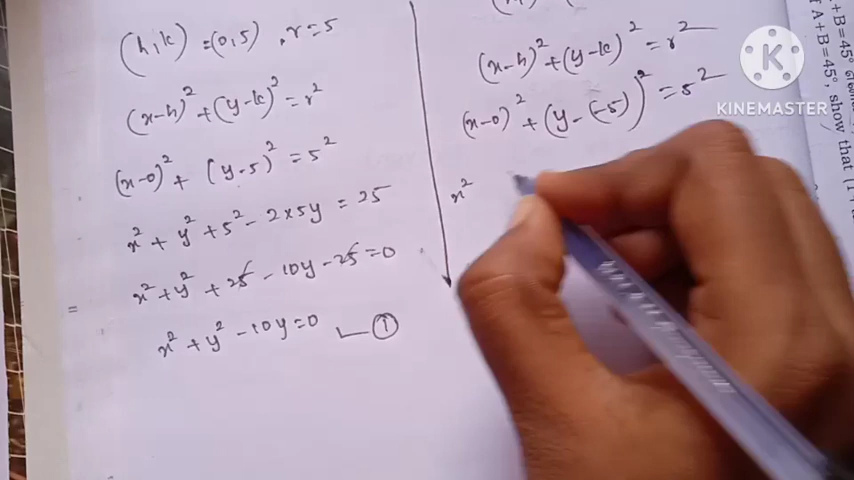 (h,k) = (0,5) , r = 5
(x-h)² + (y-k)² = r²
(x-0)² + (y-5)² = 5²
x² + y² + 5² - 2×5y = 25
= x² + y² + 25 - 10y - 25 = 0
x² + y² - 10y = 0 ①
(x-h)² + (y-k)² = r²
(x-0)² + (y-(-5))² = 5²
x²
KINEMASTER
A+B=45°, show that